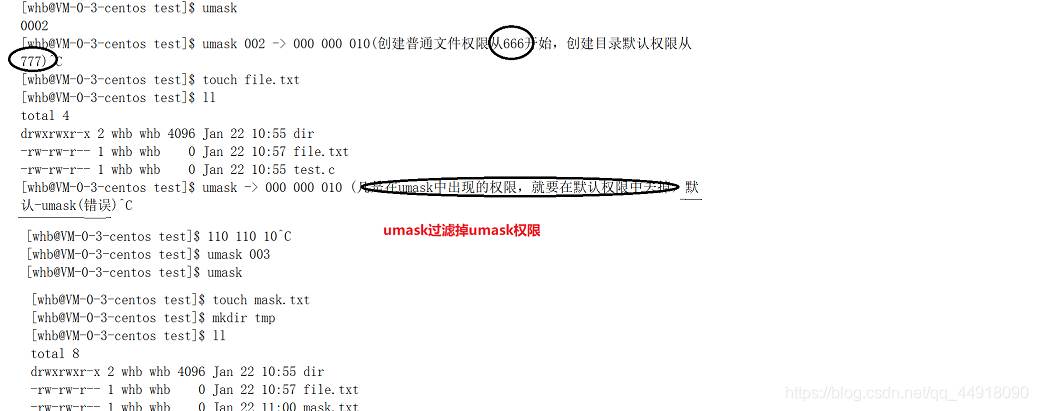 [whb@VM-0-3-centos test]$ umask
0002
[whb@VM-0-3-centos test]$ umask 002 -> 000 000 010(创建普通文件权限从666开始，创建目录默认权限从
777)^C
[whb@VM-0-3-centos test]$ touch file.txt
[whb@VM-0-3-centos test]$ ll
total 4
drwxrwxr-x 2 whb whb 4096 Jan 22 10:55 dir
-rw-rw-r-- 1 whb whb    0 Jan 22 10:57 file.txt
-rw-rw-r-- 1 whb whb    0 Jan 22 10:55 test.c
[whb@VM-0-3-centos test]$ umask -> 000 000 010 (凡是在umask中出现的权限，就要在默认权限中去掉，默
认-umask(错误)^C
umask过滤掉umask权限
[whb@VM-0-3-centos test]$ 110 110 10^C
[whb@VM-0-3-centos test]$ umask 003
[whb@VM-0-3-centos test]$ umask
[whb@VM-0-3-centos test]$ touch mask.txt
[whb@VM-0-3-centos test]$ mkdir tmp
[whb@VM-0-3-centos test]$ ll
total 8
drwxrwxr-x 2 whb whb 4096 Jan 22 10:55 dir
-rw-rw-r-- 1 whb whb    0 Jan 22 10:57 file.txt
-rw-rw-r-- 1 whb whb    0 Jan 22 11:00 mask.txt
https://blog.csdn.net/qq_44918090